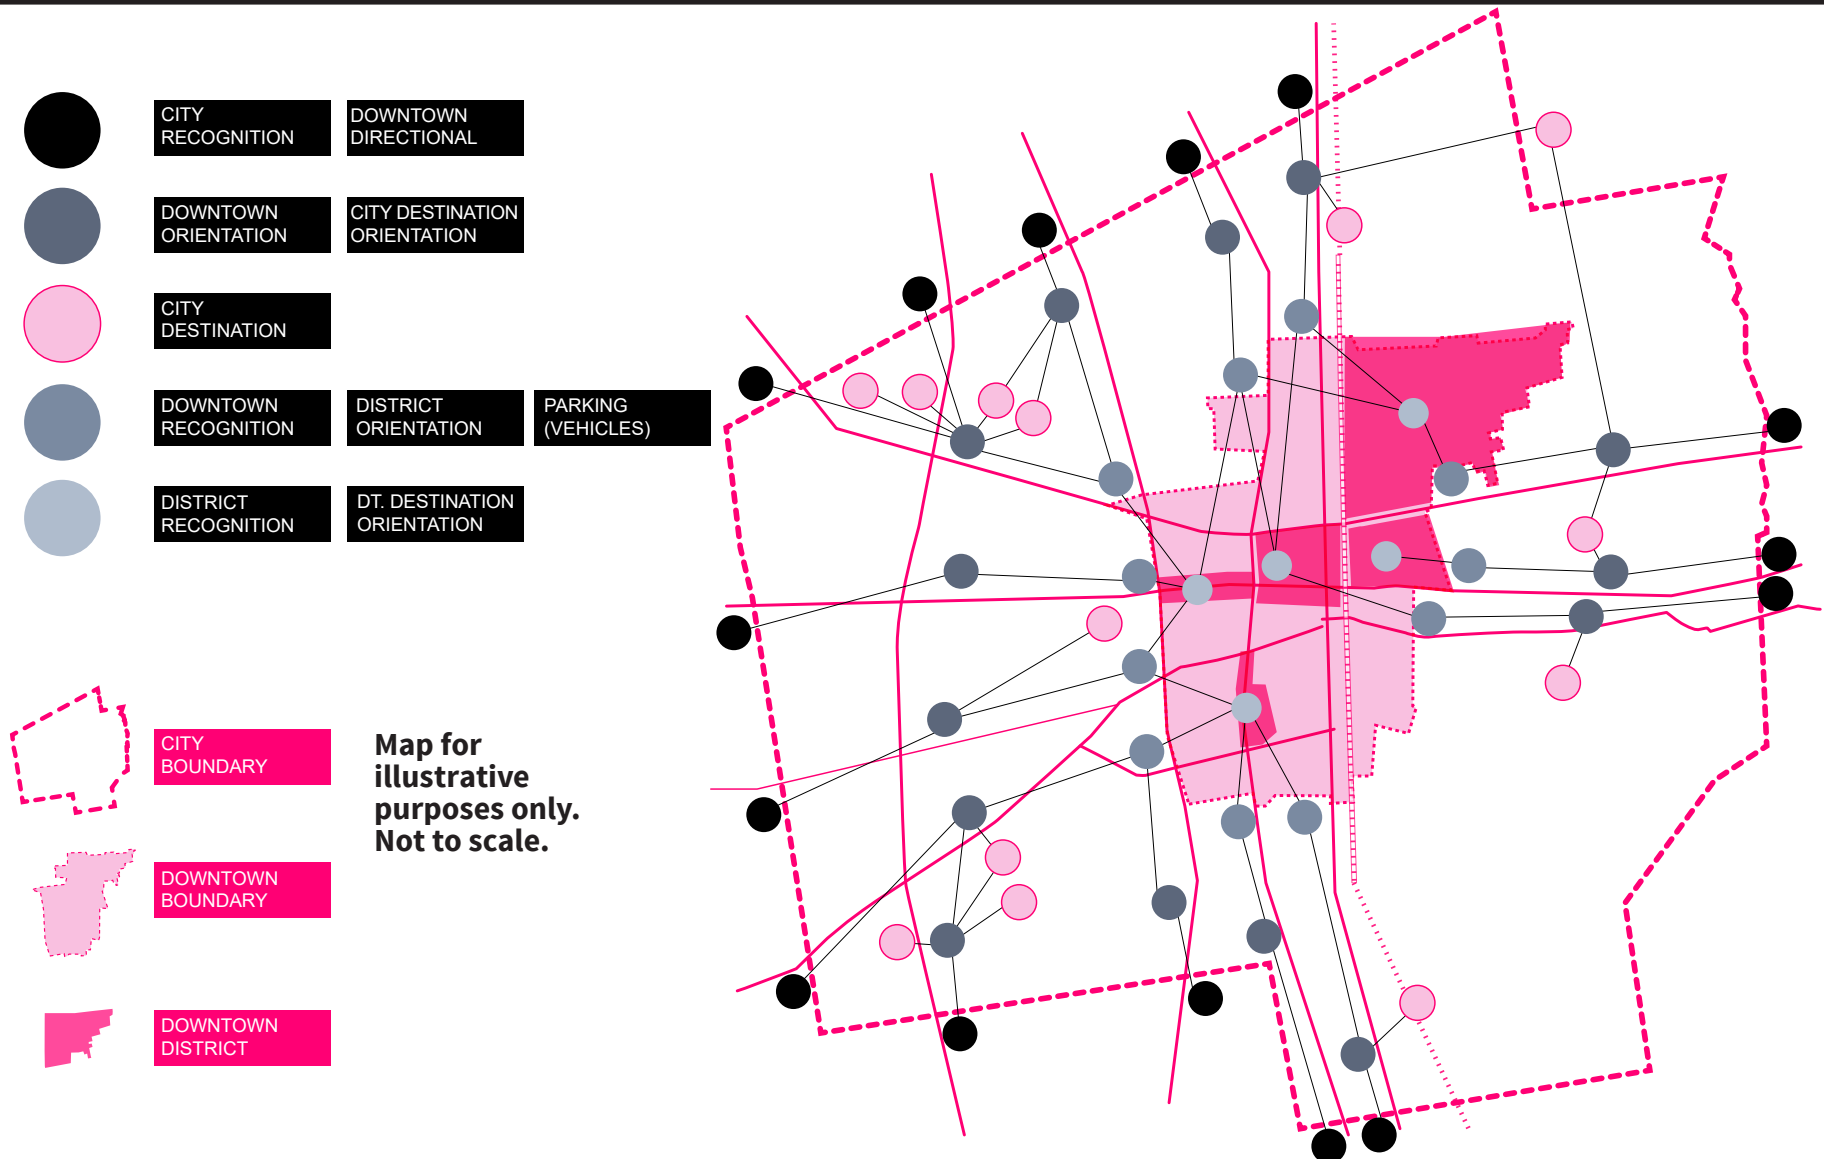 CITY
RECOGNITION
DOWNTOWN
DIRECTIONAL
DOWNTOWN
ORIENTATION
CITY DESTINATION
ORIENTATION
CITY
DESTINATION
DOWNTOWN
RECOGNITION
DISTRICT
ORIENTATION
PARKING
(VEHICLES)
DISTRICT
RECOGNITION
DT. DESTINATION
ORIENTATION
CITY
BOUNDARY
Map for
illustrative
purposes only.
Not to scale.
DOWNTOWN
BOUNDARY
DOWNTOWN
DISTRICT